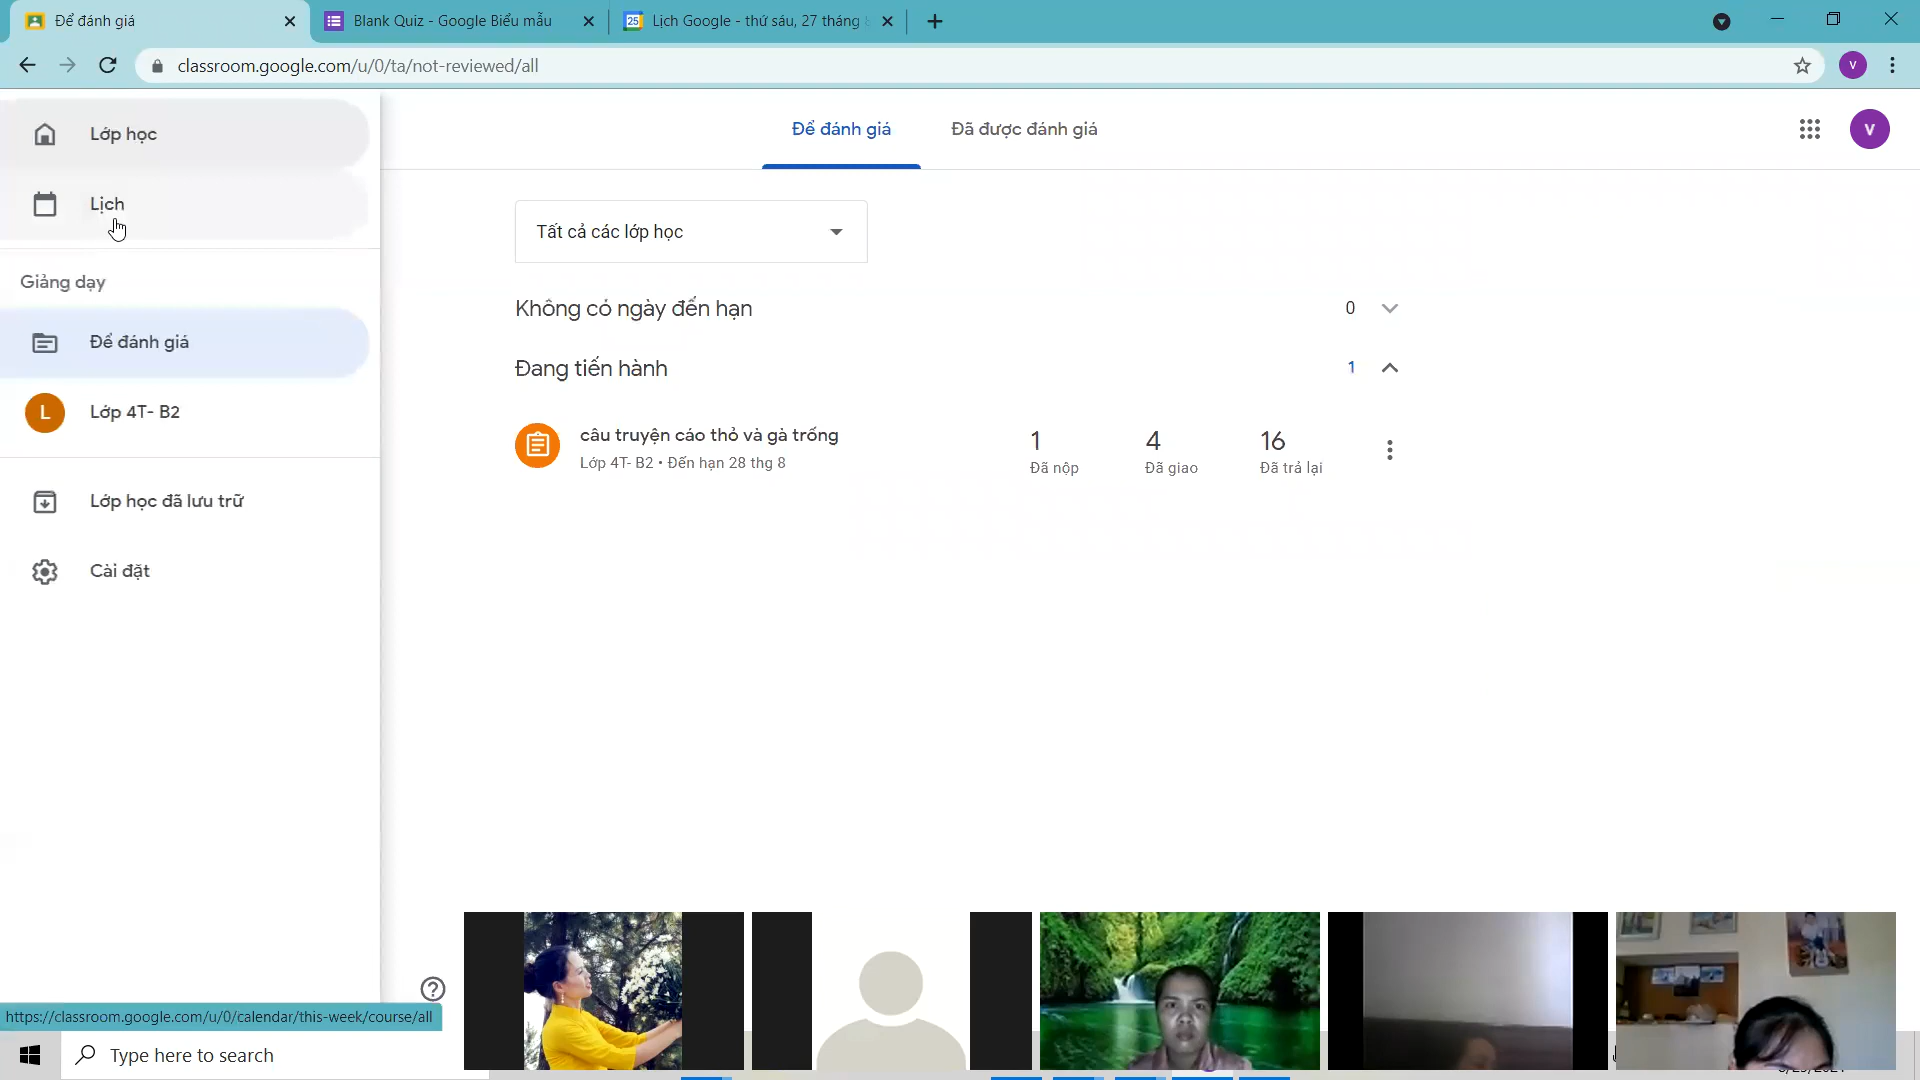 Để đánh giá
Blank Quiz - Google Biểu mẫu
25
Lịch Google - thứ sáu, 27 tháng
classroom.google.com/u/0/ta/not-reviewed/all
V
Lớp học
Lịch
Giảng dạy
Để đánh giá
L
Lớp 4T- B2
Lớp học đã lưu trữ
Cài đặt
Để đánh giá
Đã được đánh giá
V
Tất cả các lớp học
Không có ngày đến hạn
0
Đang tiến hành
1
câu truyện cáo thỏ và gà trống
Lớp 4T- B2 • Đến hạn 28 thg 8
1
Đã nộp
4
Đã giao
16
Đã trả lại
https://classroom.google.com/u/0/calendar/this-week/course/all
Type here to search